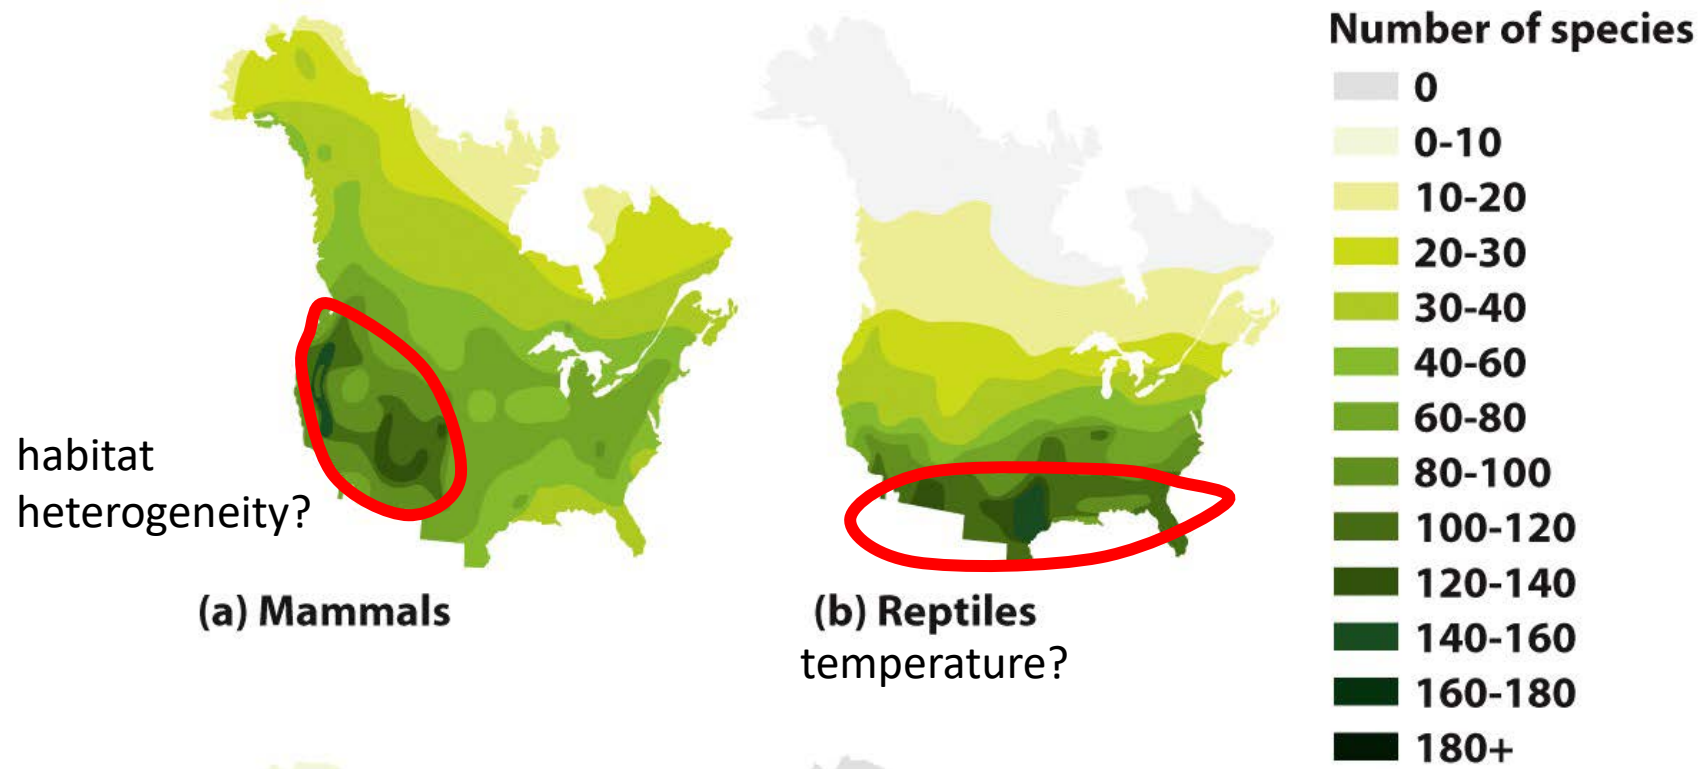 Number of species
0
0-10
10-20
20-30
30-40
40-60
60-80
80-100
100-120
120-140
140-160
160-180
180+
habitat
heterogeneity?
(a) Mammals
(b) Reptiles
temperature?